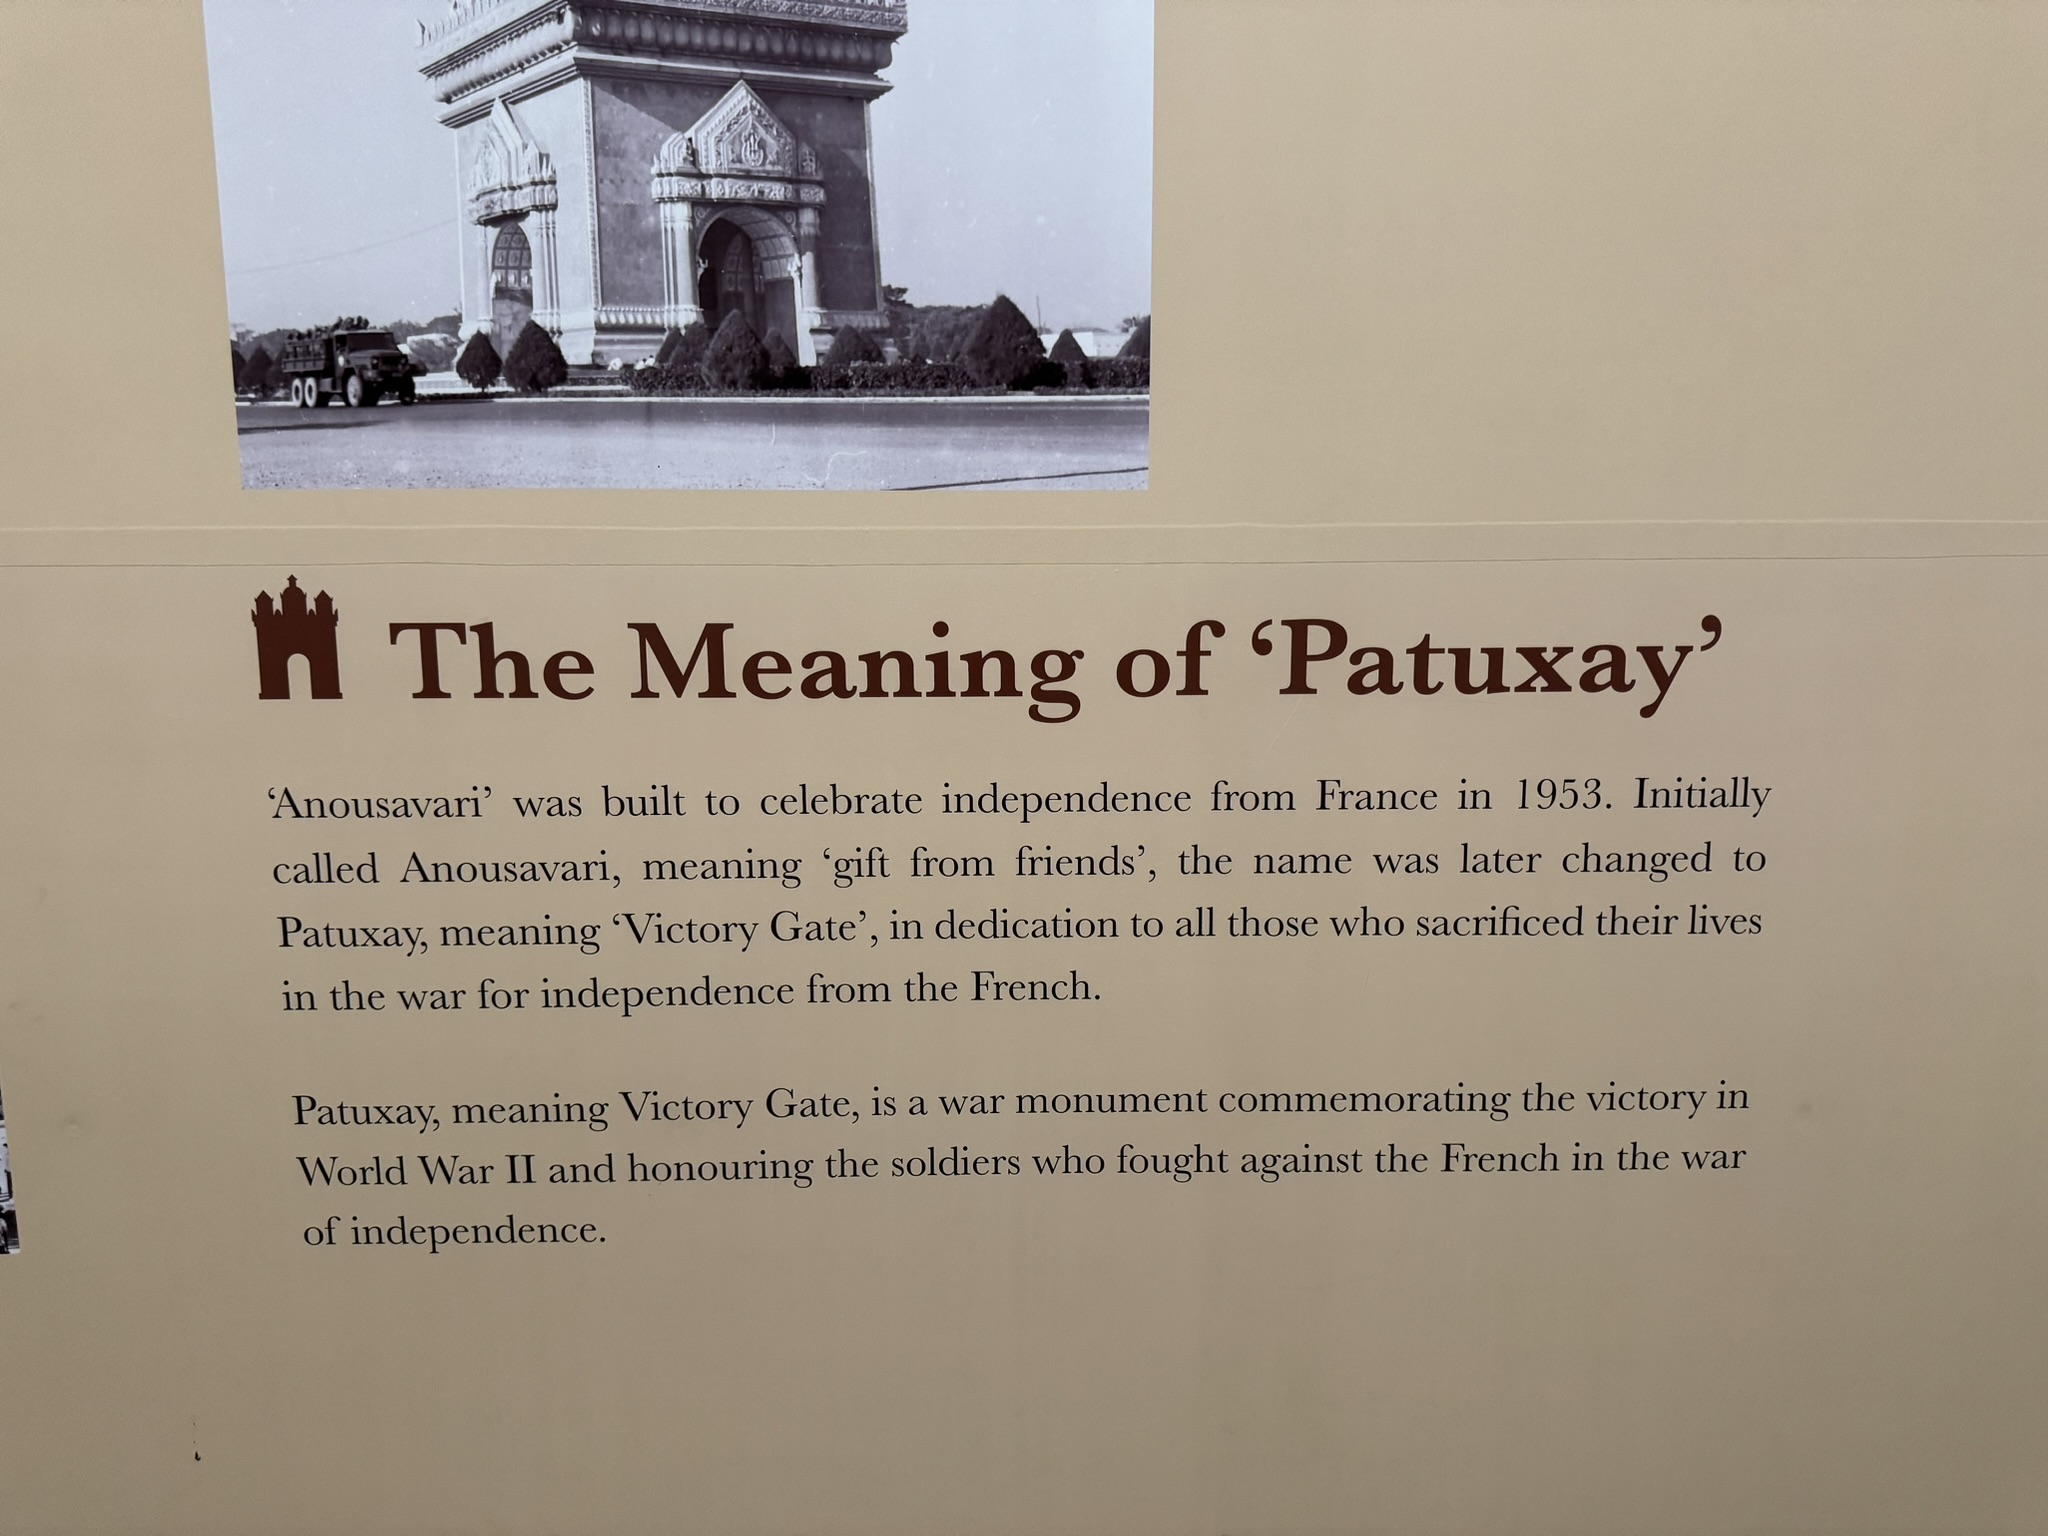 The Meaning of ‘Patuxay’
‘Anousavari’ was built to celebrate independence from France in 1953. Initially
called Anousavari, meaning ‘gift from friends’, the name was later changed to
Patuxay, meaning ‘Victory Gate’, in dedication to all those who sacrificed their lives
in the war for independence from the French.
Patuxay, meaning Victory Gate, is a war monument commemorating the victory in
World War II and honouring the soldiers who fought against the French in the war
of independence.